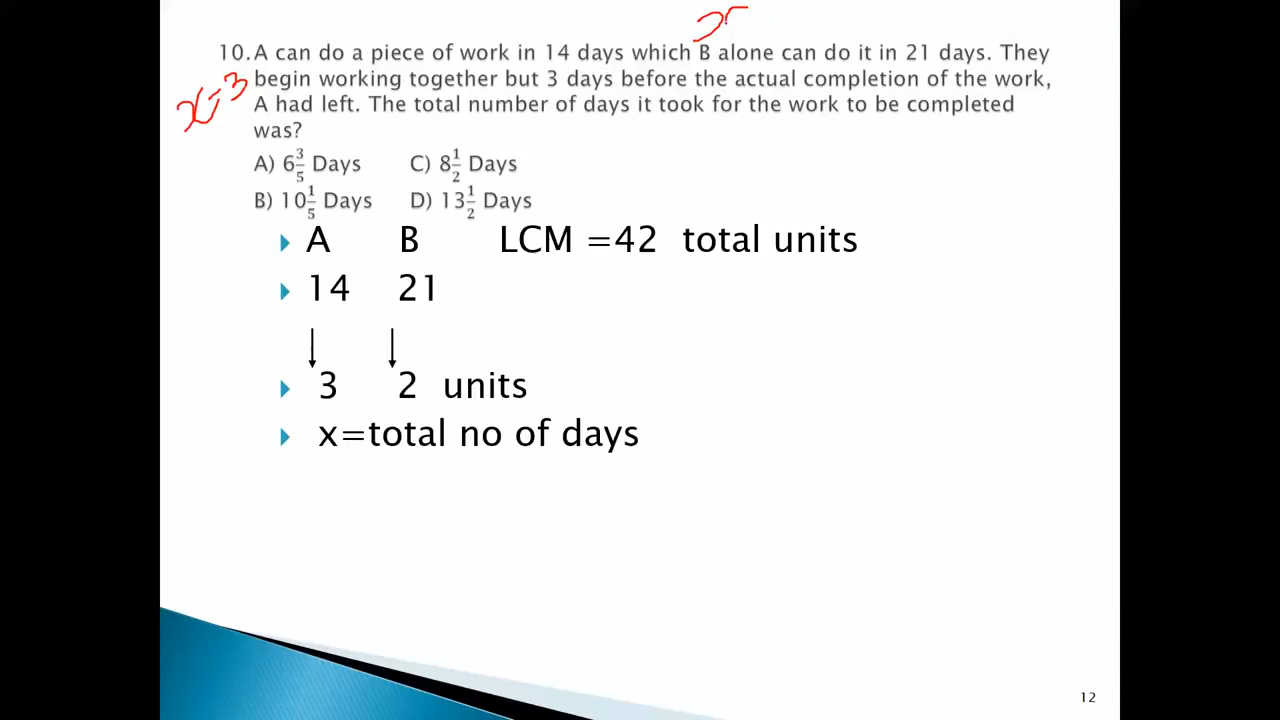 x
10. A can do a piece of work in 14 days which B alone can do it in 21 days. They
begin working together but 3 days before the actual completion of the work,
x-3
A had left. The total number of days it took for the work to be completed
was?
A) 6 3/5 Days C) 8 1/2 Days
B) 10 1/5 Days D) 13 1/2 Days
A B LCM =42 total units
14 21
3 2 units
x=total no of days
12